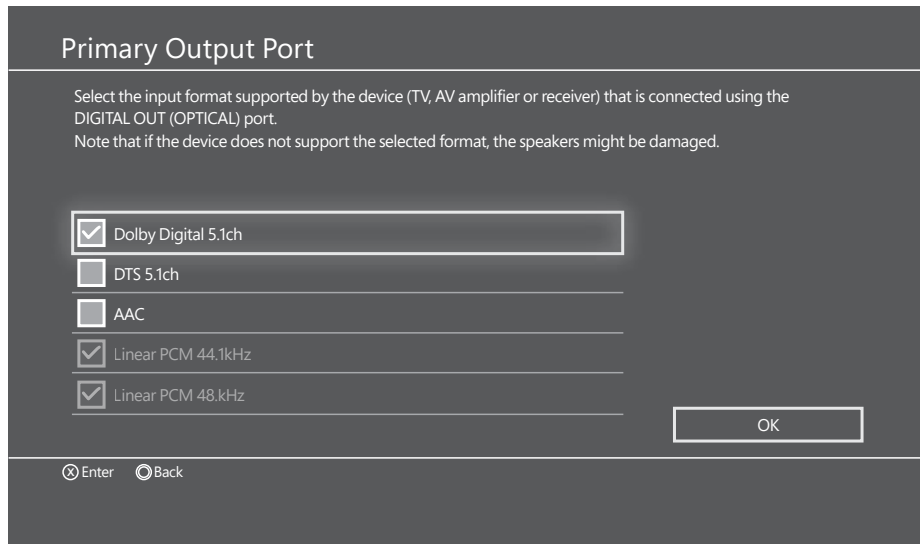 Primary Output Port
Select the input format supported by the device (TV, AV amplifier or receiver) that is connected using the
DIGITAL OUT (OPTICAL) port.
Note that if the device does not support the selected format, the speakers might be damaged.
Dolby Digital 5.1ch
DTS 5.1ch
AAC
Linear PCM 44.1kHz
Linear PCM 48.kHz
OK
Ⓧ Enter ◯ Back